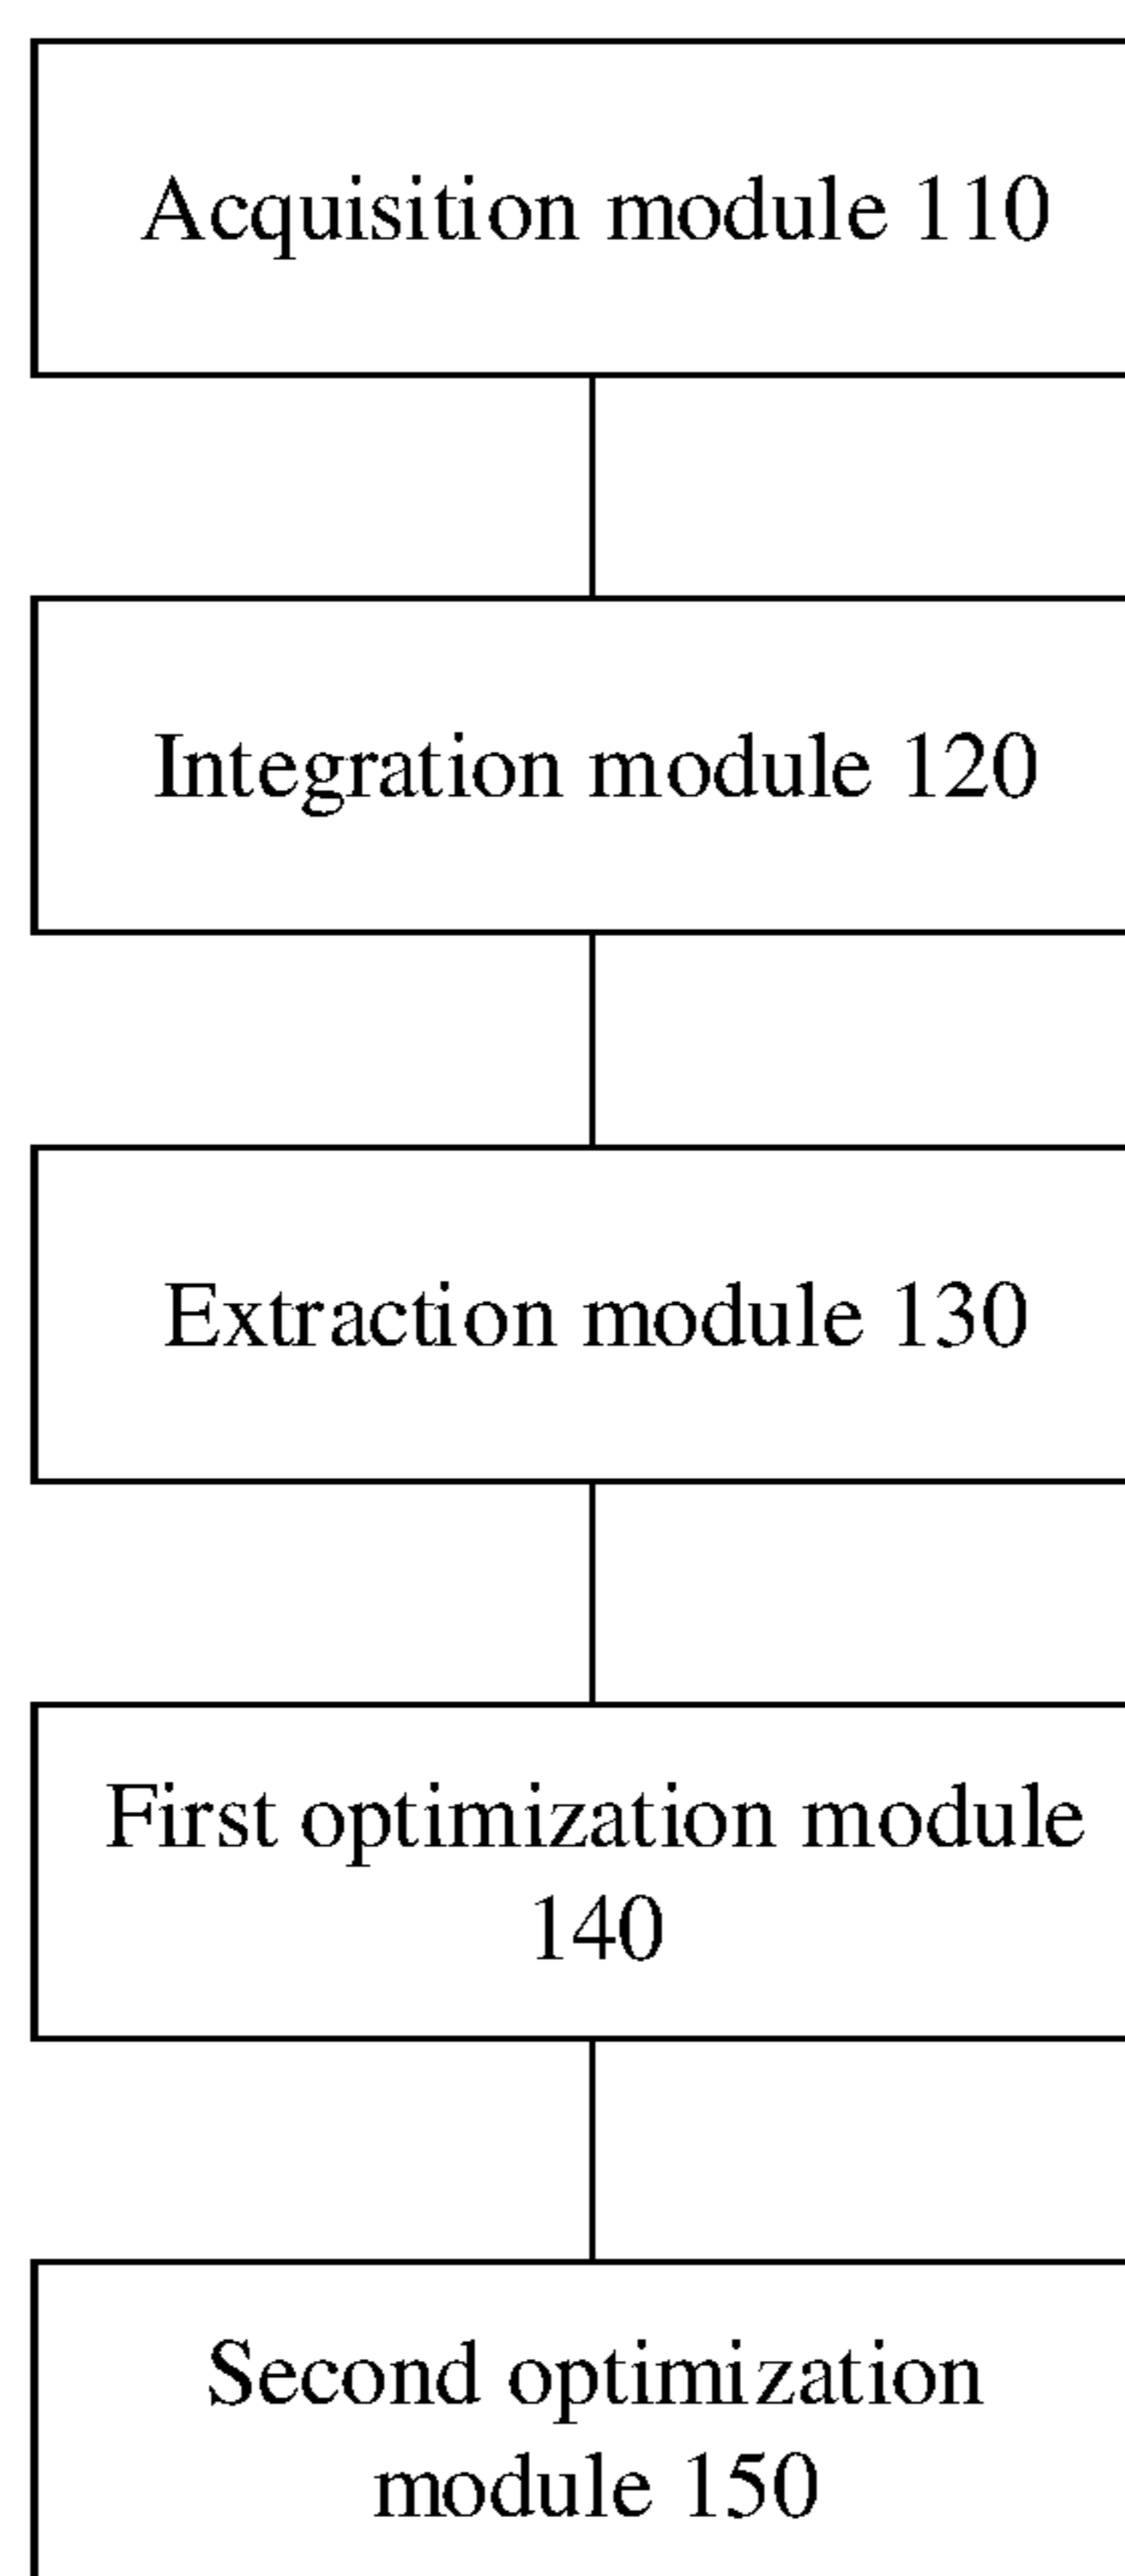 Acquisition module 110
Integration module 120
Extraction module 130
First optimization module
140
Second optimization
module 150